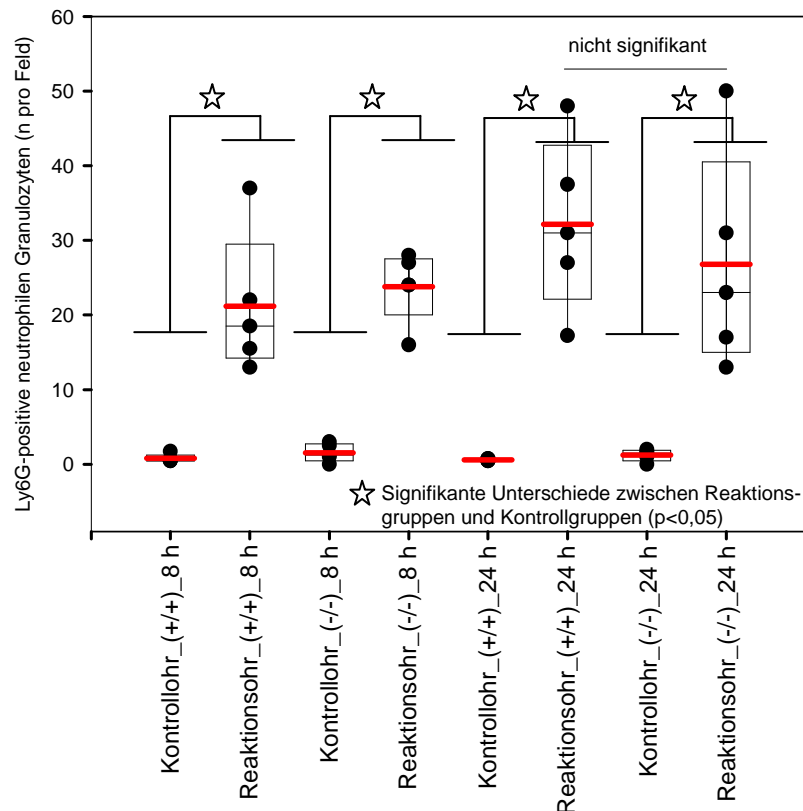 60
nicht signifikant
50
40
30
20
10
0
Ly6G-positive neutrophilen Granulozyten (n pro Feld)
Signifikante Unterschiede zwischen Reaktions-
gruppen und Kontrollgruppen (p<0,05)
Kontrollohr_(+/+)_8 h
Reaktionsohr_(+/+)_8 h
Kontrollohr_(-/-)_8 h
Reaktionsohr_(-/-)_8 h
Kontrollohr_(+/+)_24 h
Reaktionsohr_(+/+)_24 h
Kontrollohr_(-/-)_24 h
Reaktionsohr_(-/-)_24 h